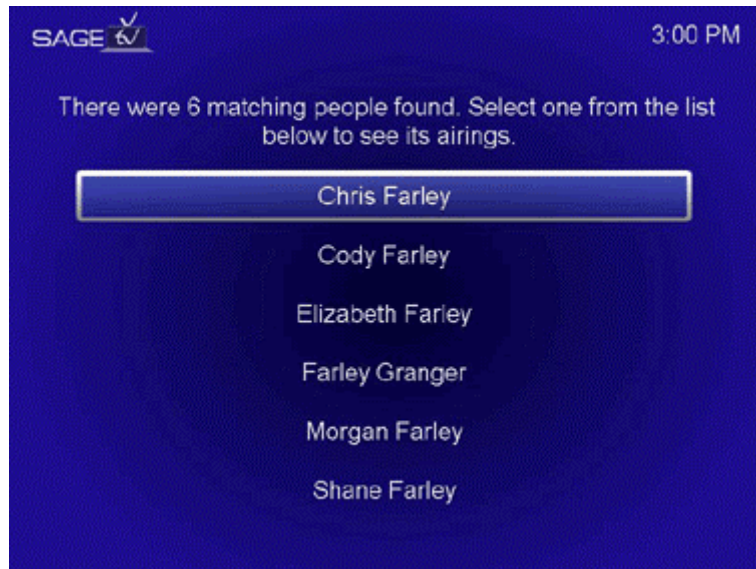 SAGE tv
3:00 PM
There were 6 matching people found. Select one from the list
below to see its airings.
Chris Farley
Cody Farley
Elizabeth Farley
Farley Granger
Morgan Farley
Shane Farley